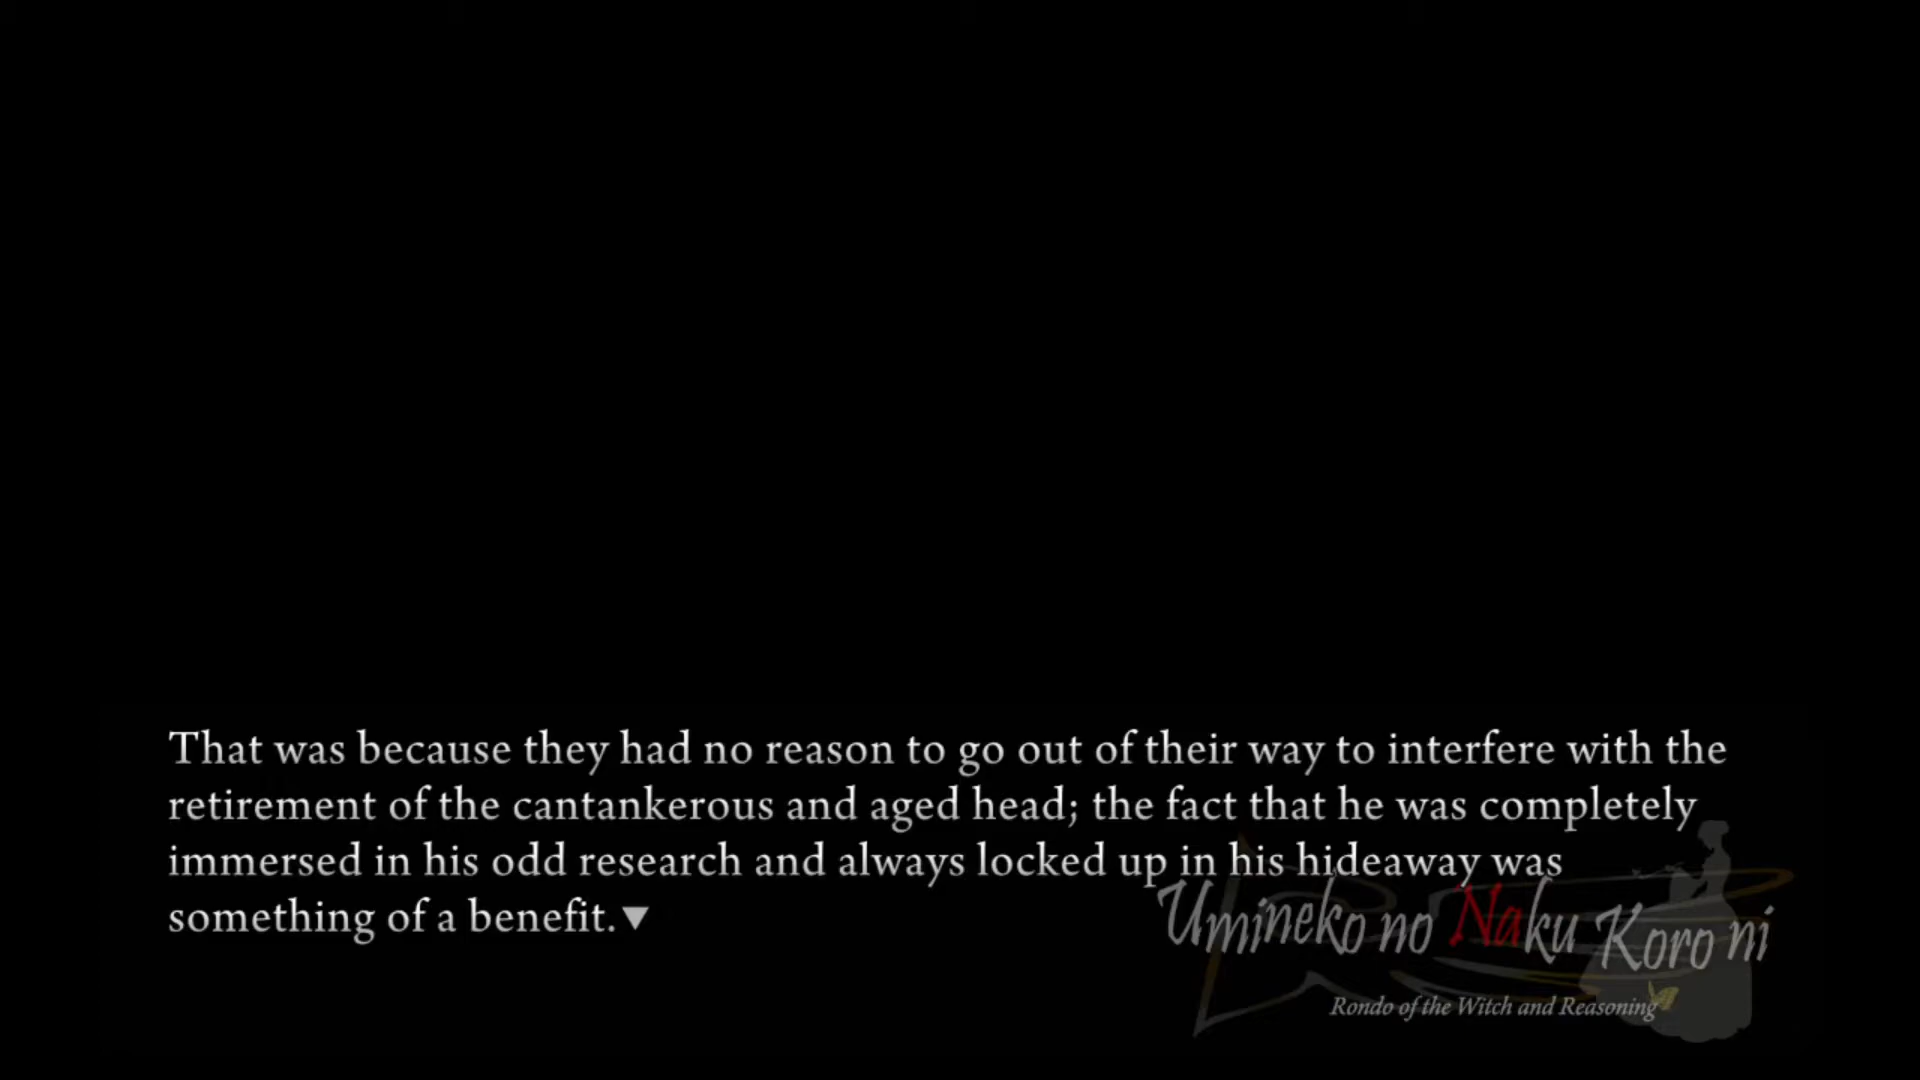 That was because they had no reason to go out of their way to interfere with the
retirement of the cantankerous and aged head; the fact that he was completely
immersed in his odd research and always locked up in his hideaway was
something of a benefit.▼
Umineko no Naku Koro ni
Rondo of the Witch and Reasoning